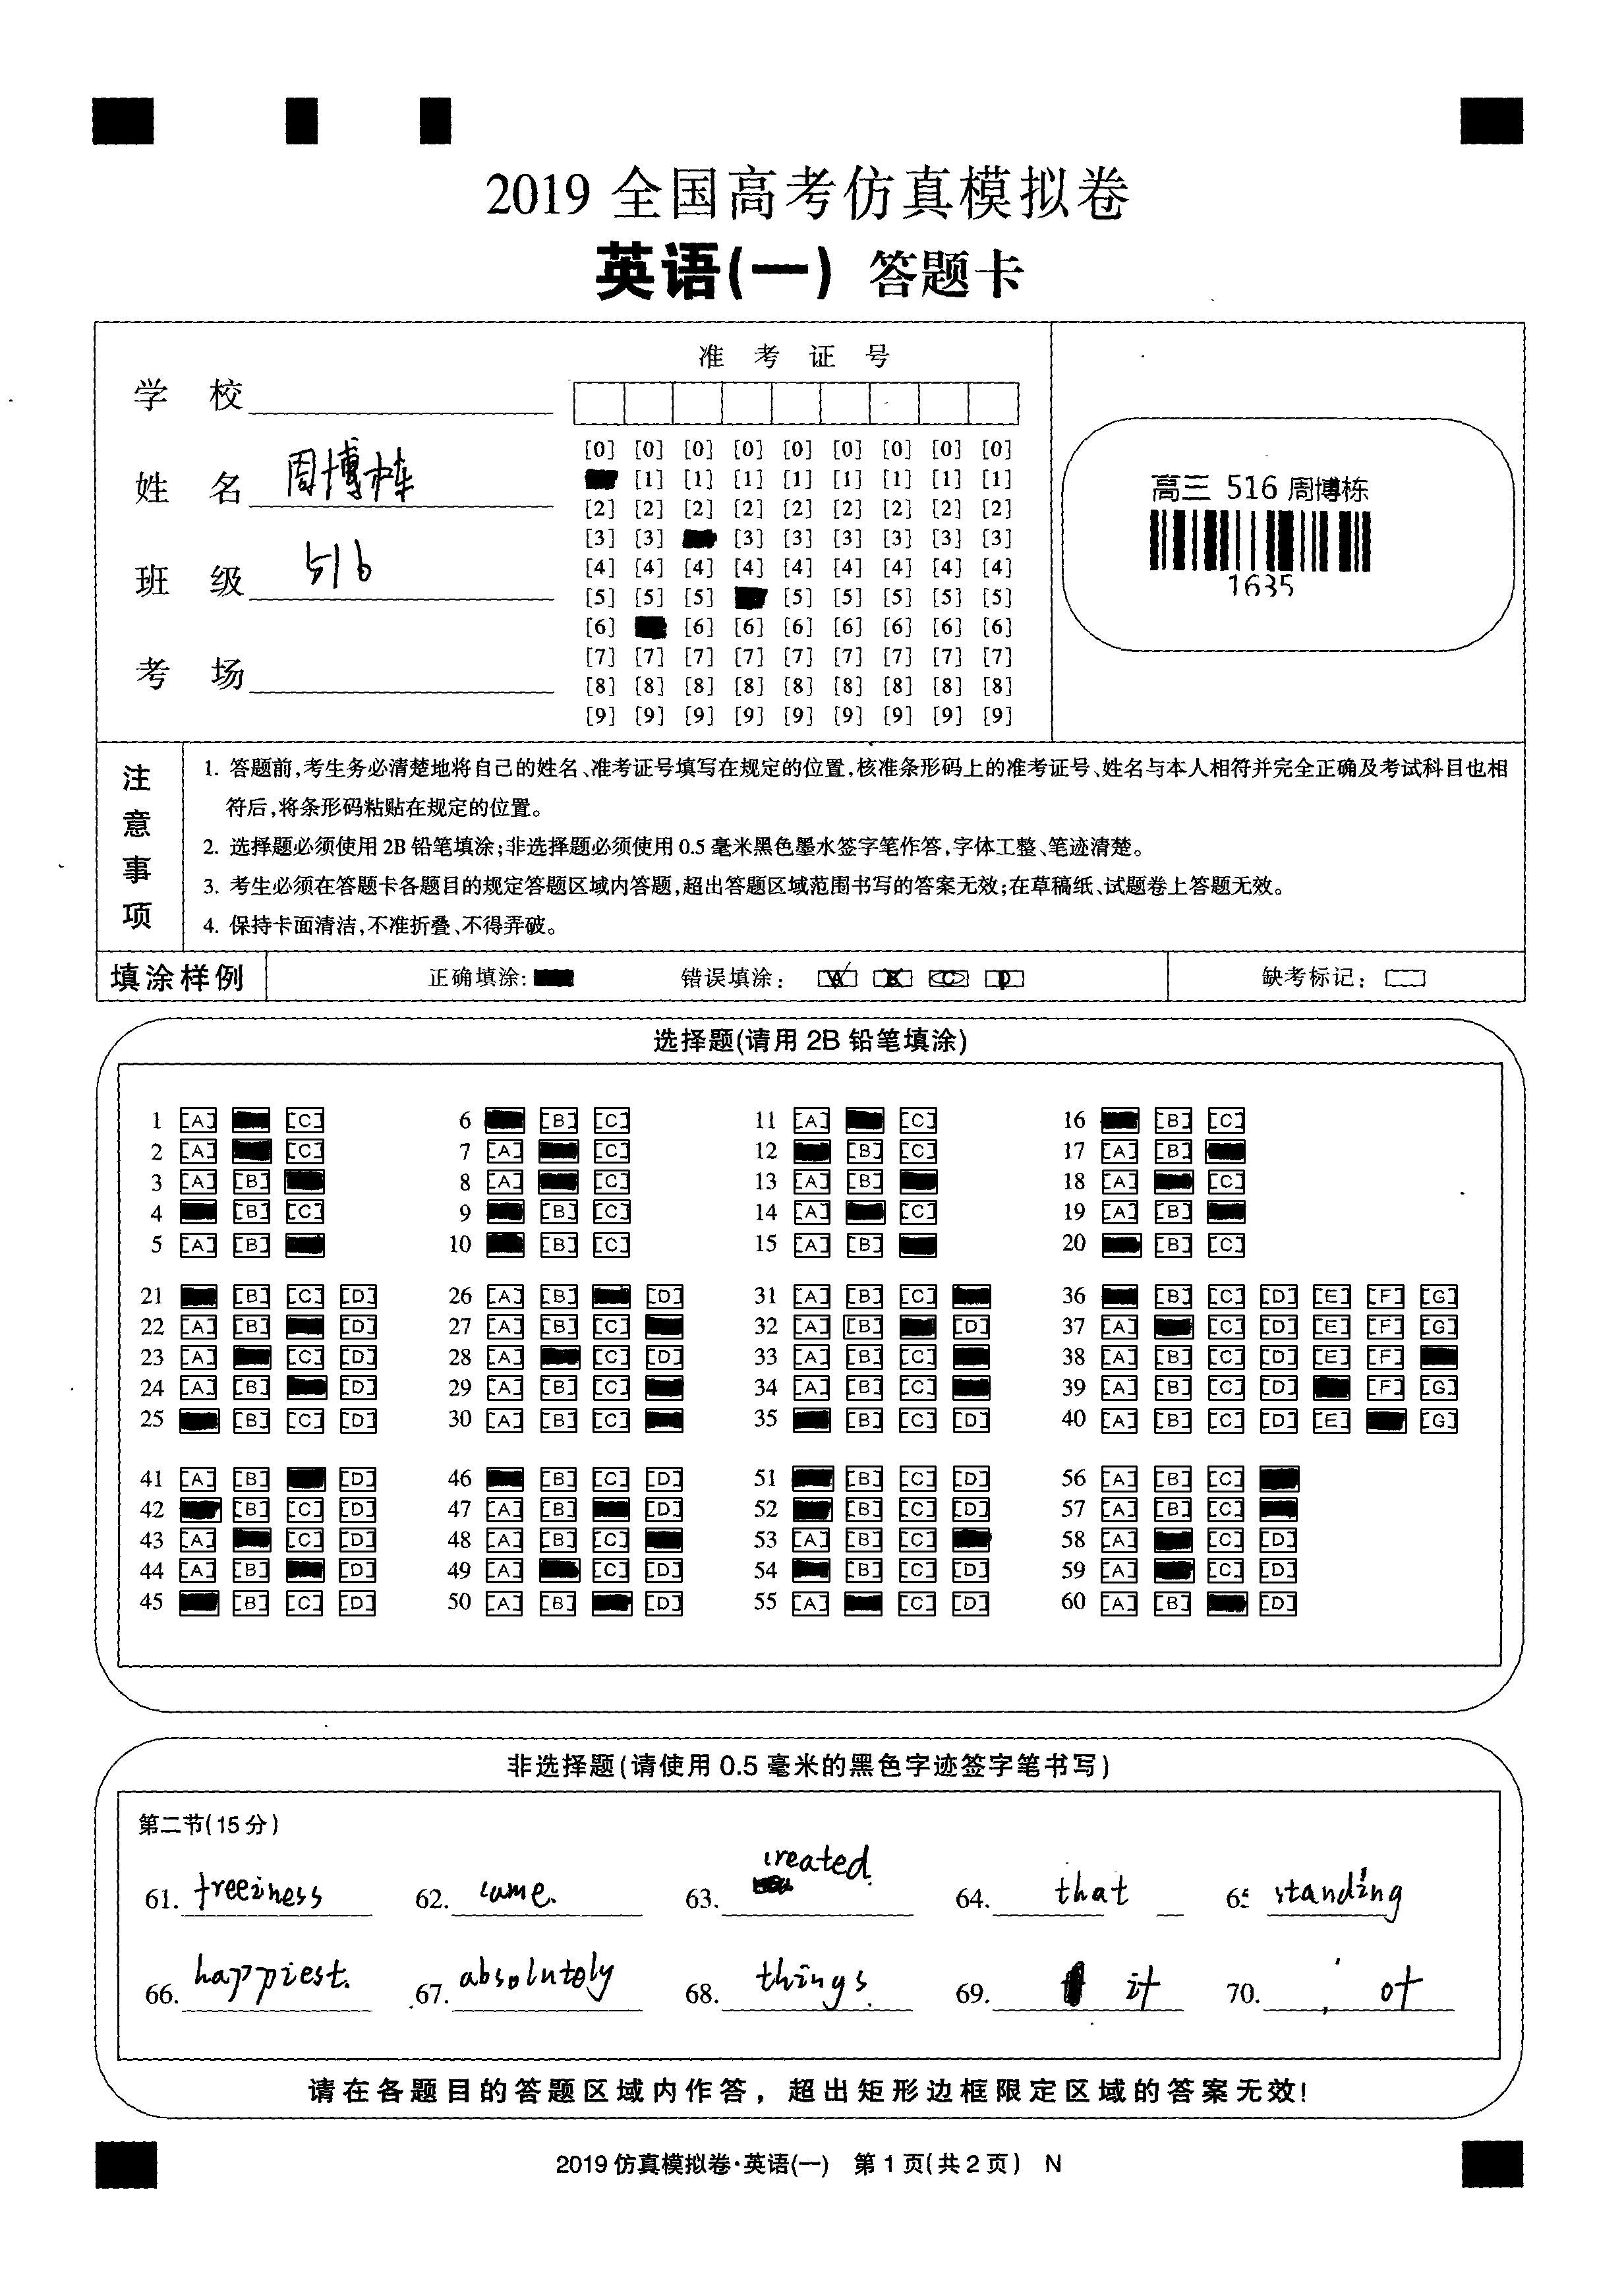 2019 全国高考仿真模拟卷
英语(一) 答题卡
准 考 证 号
学 校
姓 名 周博栋
班 级 516
考 场
[0] [0] [0] [0] [0] [0] [0] [0] [0]
[1] [1] [1] [1] [1] [1] [1] [1]
[2] [2] [2] [2] [2] [2] [2] [2] [2]
[3] [3] [3] [3] [3] [3] [3] [3]
[4] [4] [4] [4] [4] [4] [4] [4] [4]
[5] [5] [5] [5] [5] [5] [5] [5]
[6] [6] [6] [6] [6] [6] [6] [6]
[7] [7] [7] [7] [7] [7] [7] [7] [7]
[8] [8] [8] [8] [8] [8] [8] [8] [8]
[9] [9] [9] [9] [9] [9] [9] [9] [9]
高三 516 周博栋
1635
注意事项
1. 答题前,考生务必清楚地将自己的姓名、准考证号填写在规定的位置,核准条形码上的准考证号、姓名与本人相符并完全正确及考试科目也相
符后,将条形码粘贴在规定的位置。
2. 选择题必须使用 2B 铅笔填涂;非选择题必须使用 0.5 毫米黑色墨水签字笔作答,字体工整、笔迹清楚。
3. 考生必须在答题卡各题目的规定答题区域内答题,超出答题区域范围书写的答案无效;在草稿纸、试题卷上答题无效。
4. 保持卡面清洁,不准折叠、不得弄破。
填涂样例 正确填涂: 错误填涂: [A] [B] [C] [D] 缺考标记:
选择题(请用 2B 铅笔填涂)
1 [A] [C] 6 [B] [C] 11 [A] [C] 16 [B] [C]
2 [A] [C] 7 [A] [C] 12 [B] [C] 17 [A] [B]
3 [A] [B] 8 [A] [C] 13 [A] [B] 18 [A] [C]
4 [B] [C] 9 [B] [C] 14 [A] [C] 19 [A] [B]
5 [A] [B] 10 [B] [C] 15 [A] [B] 20 [B] [C]
21 [B] [C] [D] 26 [A] [B] [D] 31 [A] [B] [C] 36 [B] [C] [D] [E] [F] [G]
22 [A] [B] [D] 27 [A] [B] [C] 32 [A] [B] [D] 37 [A] [C] [D] [E] [F] [G]
23 [A] [C] [D] 28 [A] [C] [D] 33 [A] [B] [C] 38 [A] [B] [C] [D] [E] [F]
24 [A] [B] [D] 29 [A] [B] [C] 34 [A] [B] [C] 39 [A] [B] [C] [D] [F] [G]
25 [B] [C] [D] 30 [A] [B] [C] 35 [B] [C] [D] 40 [A] [B] [C] [D] [E] [G]
41 [A] [B] [D] 46 [B] [C] [D] 51 [B] [C] [D] 56 [A] [B] [C]
42 [B] [C] [D] 47 [A] [B] [D] 52 [B] [C] [D] 57 [A] [B] [C]
43 [A] [C] [D] 48 [A] [B] [C] 53 [A] [B] [C] 58 [A] [C] [D]
44 [A] [B] [D] 49 [A] [C] [D] 54 [B] [C] [D] 59 [A] [C] [D]
45 [B] [C] [D] 50 [A] [B] [D] 55 [A] [C] [D] 60 [A] [B] [D]
非选择题(请使用 0.5 毫米的黑色字迹签字笔书写)
第二节(15 分)
61. 62. came. 63. created. 64. that 65 standing
66. happiest. 67. absolutely 68. things. 69. it 70. of
请在各题目的答题区域内作答，超出矩形边框限定区域的答案无效!
2019 仿真模拟卷·英语(一) 第 1 页(共 2 页) N